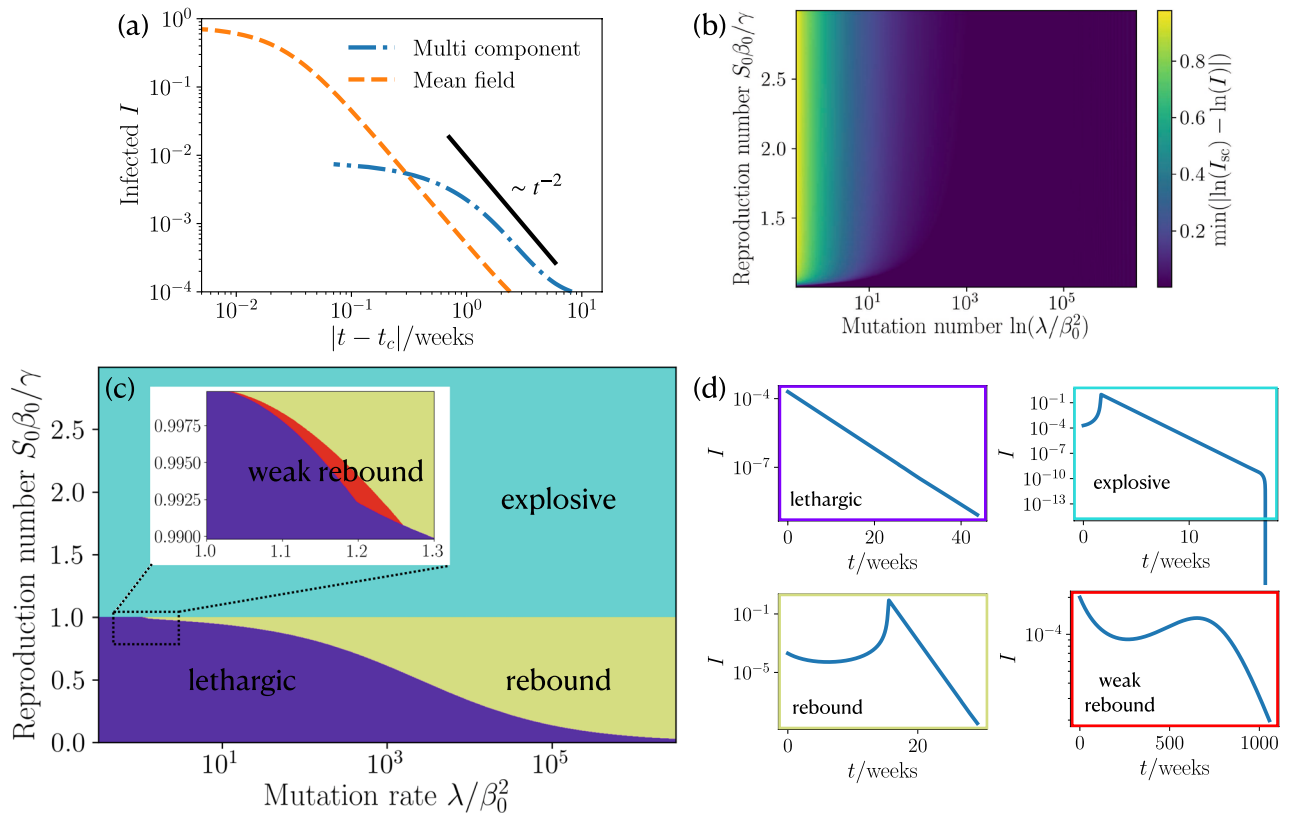 (a)
Infected I
10^0
10^-1
10^-2
10^-3
10^-4
Multi component
Mean field
~ t^-2
10^-2
10^-1
10^0
10^1
|t − t_c|/weeks
(b)
Reproduction number S_0β_0/γ
2.5
2.0
1.5
10^1
10^3
10^5
Mutation number ln(λ/β_0^2)
0.8
0.6
0.4
0.2
min(|ln(I_sc) − ln(I)|)
(c)
Reproduction number S_0β_0/γ
2.5
2.0
1.5
1.0
0.5
0.0
0.9975
0.9950
0.9925
0.9900
weak rebound
1.0
1.1
1.2
1.3
explosive
lethargic
rebound
10^1
10^3
10^5
Mutation rate λ/β_0^2
(d)
I
10^-4
10^-7
lethargic
0
20
40
t/weeks
I
10^-1
10^-4
10^-7
10^-10
10^-13
explosive
0
10
t/weeks
I
10^-1
10^-5
rebound
0
20
t/weeks
I
10^-4
weak
rebound
0
500
1000
t/weeks